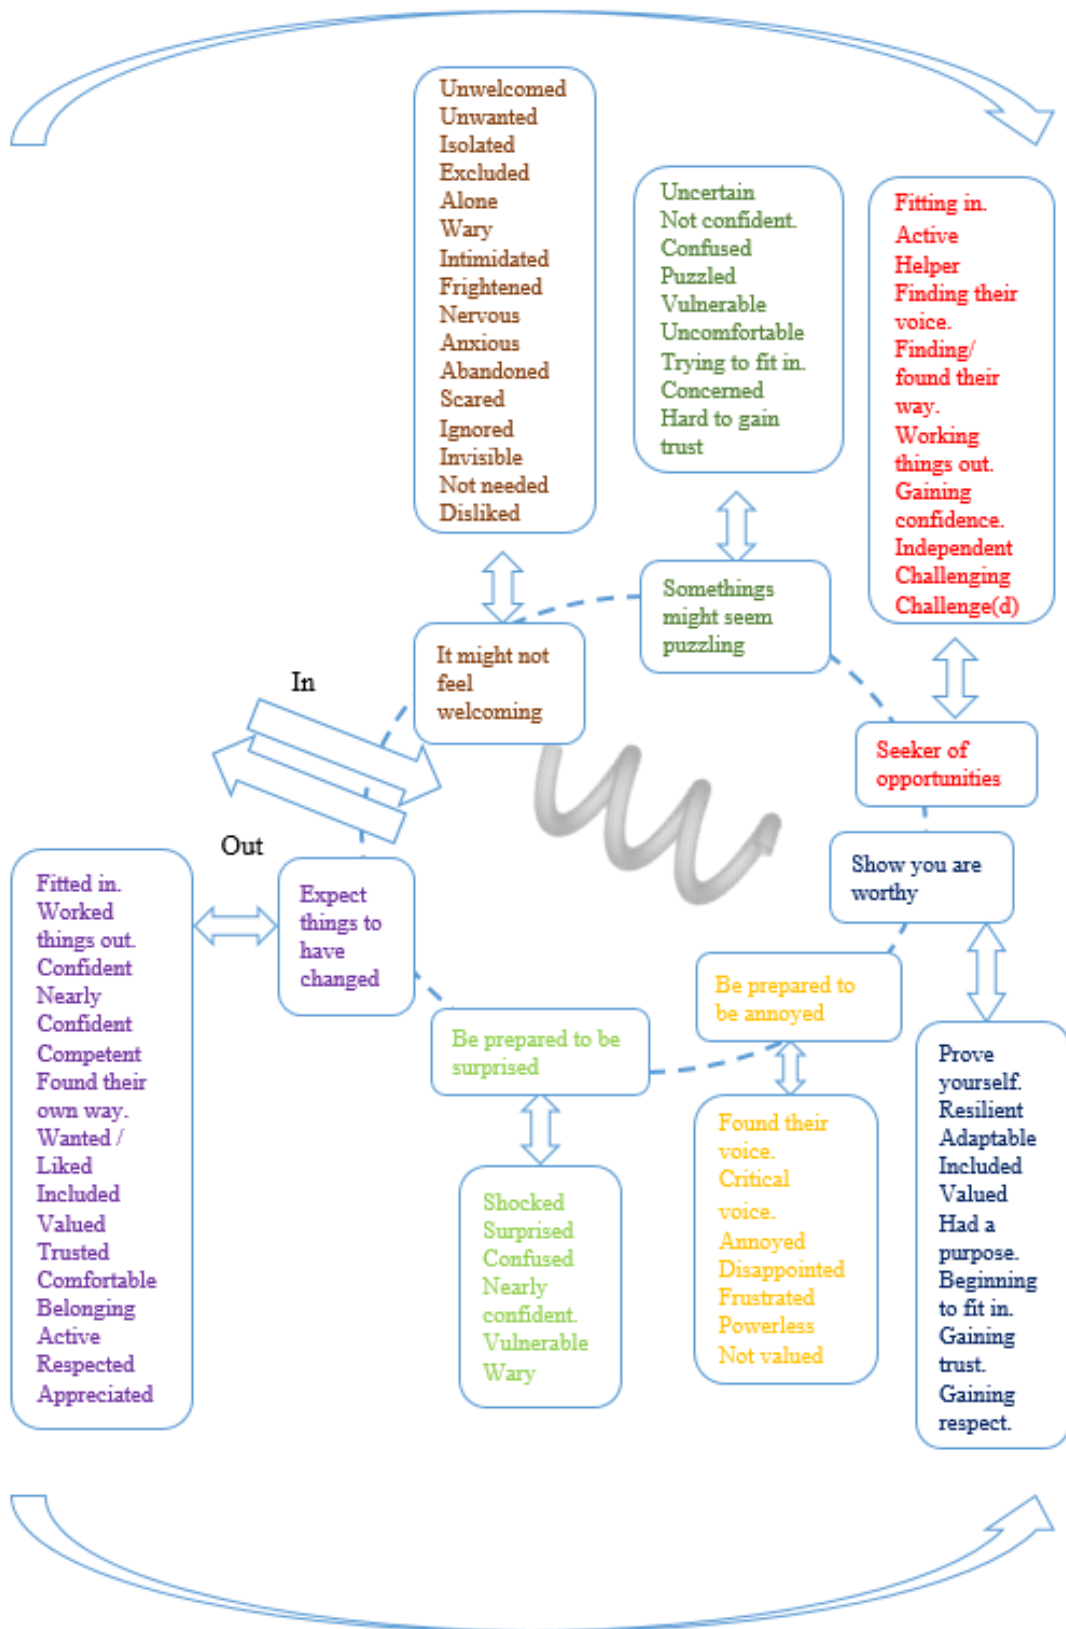 Unwelcomed
Unwanted
Isolated
Excluded
Alone
Wary
Intimidated
Frightened
Nervous
Anxious
Abandoned
Scared
Ignored
Invisible
Not needed
Disliked
Uncertain
Not confident.
Confused
Puzzled
Vulnerable
Uncomfortable
Trying to fit in.
Concerned
Hard to gain
trust
Fitting in.
Active
Helper
Finding their
voice.
Finding/
found their
way.
Working
things out.
Gaining
confidence.
Independent
Challenging
Challenge(d)
It might not
feel
welcoming
Somethings
might seem
puzzling
Seeker of
opportunities
In
Out
Show you are
worthy
Expect
things to
have
changed
Be prepared to be
surprised
Be prepared to
be annoyed
Fitted in.
Worked
things out.
Confident
Nearly
Confident
Competent
Found their
own way.
Wanted /
Liked
Included
Valued
Trusted
Comfortable
Belonging
Active
Respected
Appreciated
Shocked
Surprised
Confused
Nearly
confident.
Vulnerable
Wary
Found their
voice.
Critical
voice.
Annoyed
Disappointed
Frustrated
Powerless
Not valued
Prove
yourself.
Resilient
Adaptable
Included
Valued
Had a
purpose.
Beginning
to fit in.
Gaining
trust.
Gaining
respect.